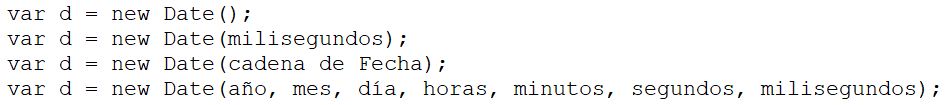 var d = new Date();
var d = new Date(milisegundos);
var d = new Date(cadena de Fecha);
var d = new Date(año, mes, día, horas, minutos, segundos, milisegundos);